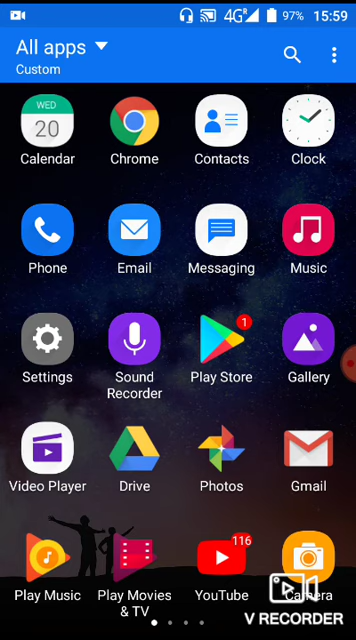 4G R 97% 15:59
All apps
Custom
WED
20
Calendar Chrome Contacts Clock
Phone Email Messaging Music
1
Settings Sound Recorder Play Store Gallery
Video Player Drive Photos Gmail
116
Play Music Play Movies & TV YouTube Camera
V RECORDER